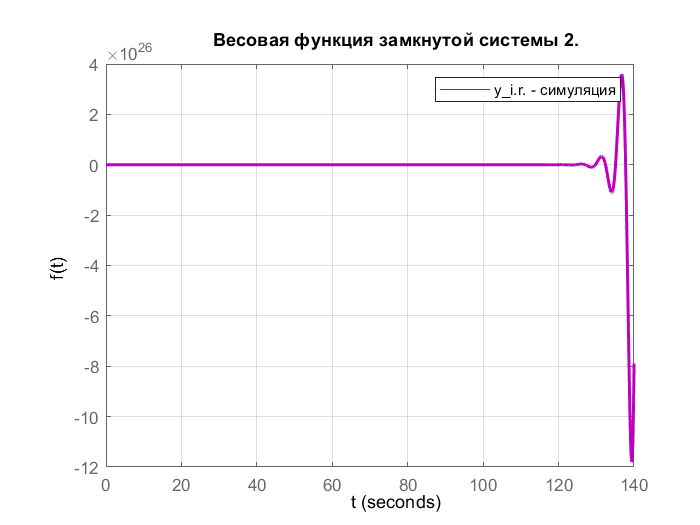 Весовая функция замкнутой системы 2.
×10^26
y_i.r. - симуляция
4
2
0
-2
-4
-6
-8
-10
-12
f(t)
0 20 40 60 80 100 120 140
t (seconds)